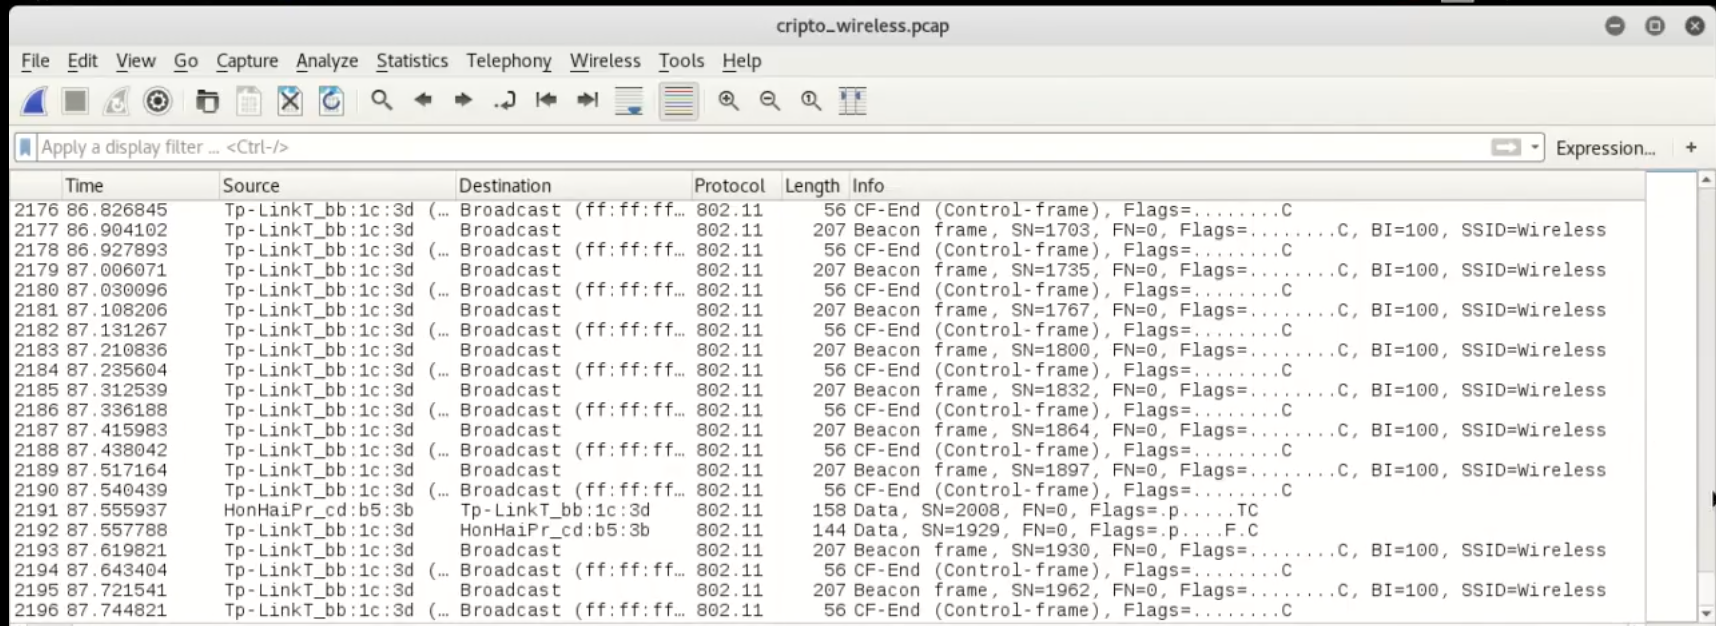 cripto_wireless.pcap
File Edit View Go Capture Analyze Statistics Telephony Wireless Tools Help
Apply a display filter ... <Ctrl-/> Expression... +
Time Source Destination Protocol Length Info
2176 86.826845 Tp-LinkT_bb:1c:3d (… Broadcast (ff:ff:ff… 802.11 56 CF-End (Control-frame), Flags=........C
2177 86.904102 Tp-LinkT_bb:1c:3d Broadcast 802.11 207 Beacon frame, SN=1703, FN=0, Flags=........C, BI=100, SSID=Wireless
2178 86.927893 Tp-LinkT_bb:1c:3d (… Broadcast (ff:ff:ff… 802.11 56 CF-End (Control-frame), Flags=........C
2179 87.006071 Tp-LinkT_bb:1c:3d Broadcast 802.11 207 Beacon frame, SN=1735, FN=0, Flags=........C, BI=100, SSID=Wireless
2180 87.030096 Tp-LinkT_bb:1c:3d (… Broadcast (ff:ff:ff… 802.11 56 CF-End (Control-frame), Flags=........C
2181 87.108206 Tp-LinkT_bb:1c:3d Broadcast 802.11 207 Beacon frame, SN=1767, FN=0, Flags=........C, BI=100, SSID=Wireless
2182 87.131267 Tp-LinkT_bb:1c:3d (… Broadcast (ff:ff:ff… 802.11 56 CF-End (Control-frame), Flags=........C
2183 87.210836 Tp-LinkT_bb:1c:3d Broadcast 802.11 207 Beacon frame, SN=1800, FN=0, Flags=........C, BI=100, SSID=Wireless
2184 87.235604 Tp-LinkT_bb:1c:3d (… Broadcast (ff:ff:ff… 802.11 56 CF-End (Control-frame), Flags=........C
2185 87.312539 Tp-LinkT_bb:1c:3d Broadcast 802.11 207 Beacon frame, SN=1832, FN=0, Flags=........C, BI=100, SSID=Wireless
2186 87.336188 Tp-LinkT_bb:1c:3d (… Broadcast (ff:ff:ff… 802.11 56 CF-End (Control-frame), Flags=........C
2187 87.415983 Tp-LinkT_bb:1c:3d Broadcast 802.11 207 Beacon frame, SN=1864, FN=0, Flags=........C, BI=100, SSID=Wireless
2188 87.438042 Tp-LinkT_bb:1c:3d (… Broadcast (ff:ff:ff… 802.11 56 CF-End (Control-frame), Flags=........C
2189 87.517164 Tp-LinkT_bb:1c:3d Broadcast 802.11 207 Beacon frame, SN=1897, FN=0, Flags=........C, BI=100, SSID=Wireless
2190 87.540439 Tp-LinkT_bb:1c:3d (… Broadcast (ff:ff:ff… 802.11 56 CF-End (Control-frame), Flags=........C
2191 87.555937 HonHaiPr_cd:b5:3b Tp-LinkT_bb:1c:3d 802.11 158 Data, SN=2008, FN=0, Flags=.p.....TC
2192 87.557788 Tp-LinkT_bb:1c:3d HonHaiPr_cd:b5:3b 802.11 144 Data, SN=1929, FN=0, Flags=.p....F.C
2193 87.619821 Tp-LinkT_bb:1c:3d Broadcast 802.11 207 Beacon frame, SN=1930, FN=0, Flags=........C, BI=100, SSID=Wireless
2194 87.643404 Tp-LinkT_bb:1c:3d (… Broadcast (ff:ff:ff… 802.11 56 CF-End (Control-frame), Flags=........C
2195 87.721541 Tp-LinkT_bb:1c:3d Broadcast 802.11 207 Beacon frame, SN=1962, FN=0, Flags=........C, BI=100, SSID=Wireless
2196 87.744821 Tp-LinkT_bb:1c:3d (… Broadcast (ff:ff:ff… 802.11 56 CF-End (Control-frame), Flags=........C